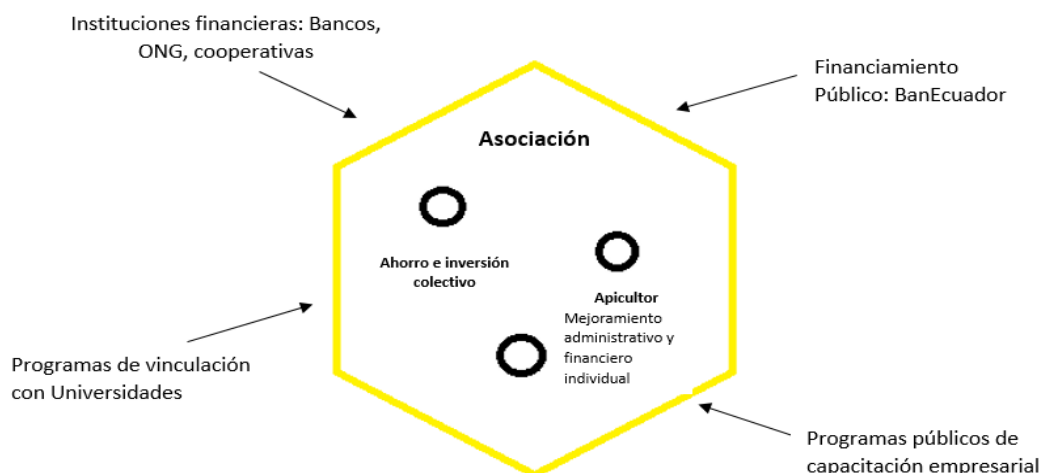 Instituciones financieras: Bancos,
ONG, cooperativas
Financiamiento
Público: BanEcuador
Asociación
Ahorro e inversión
colectivo
Apicultor
Mejoramiento
administrativo y
financiero
individual
Programas de vinculación
con Universidades
Programas públicos de
capacitación empresarial